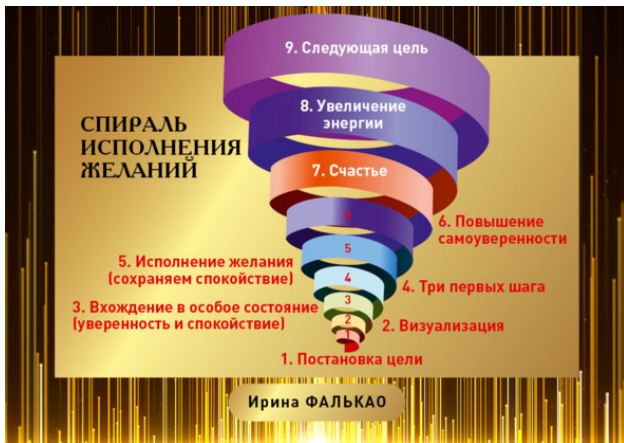 9. Следующая цель
8. Увеличение
энергии
СПИРАЛЬ
ИСПОЛНЕНИЯ
ЖЕЛАНИЙ
7. Счастье
6
6. Повышение
самоуверенности
5
5. Исполнение желания
(сохраняем спокойствие)
4
4. Три первых шага
3
3. Вхождение в особое состояние
(уверенность и спокойствие)
2
2. Визуализация
1
1. Постановка цели
Ирина ФАЛЬКАО